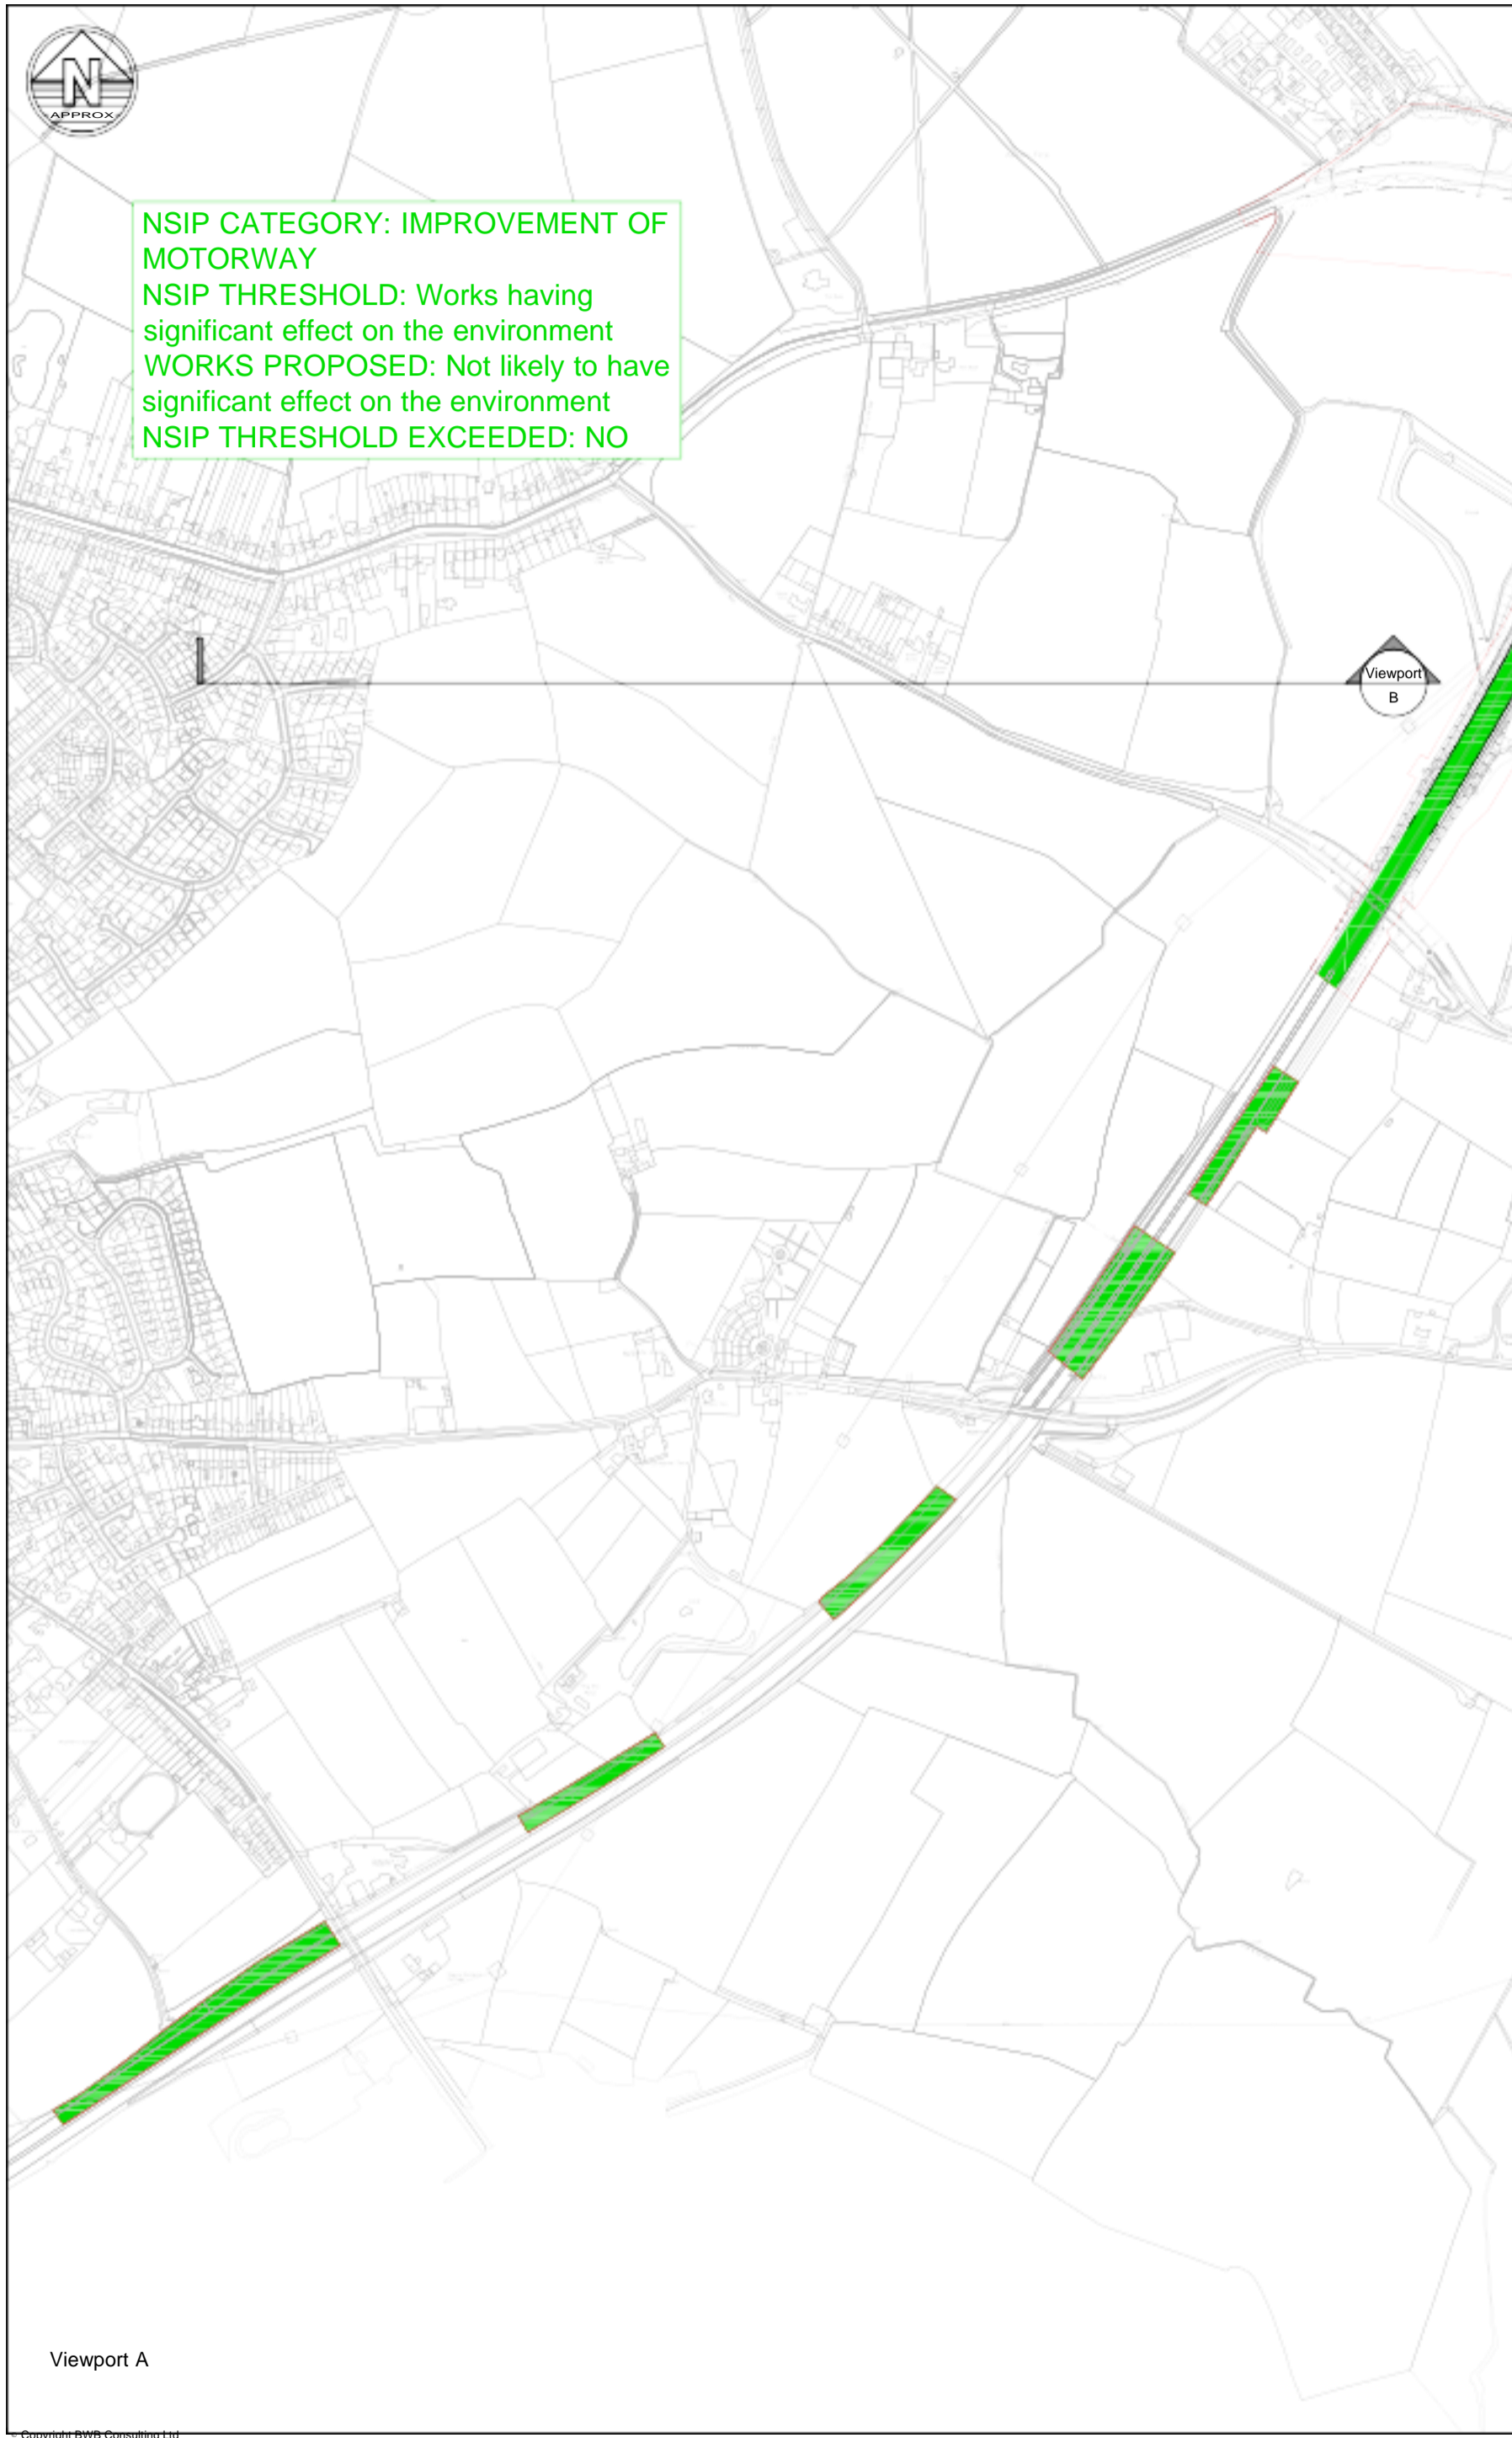 N
APPROX
NSIP CATEGORY: IMPROVEMENT OF
MOTORWAY
NSIP THRESHOLD: Works having
significant effect on the environment
WORKS PROPOSED: Not likely to have
significant effect on the environment
NSIP THRESHOLD EXCEEDED: NO
Viewport
B
Viewport A
© Copyright BWB Consulting Ltd